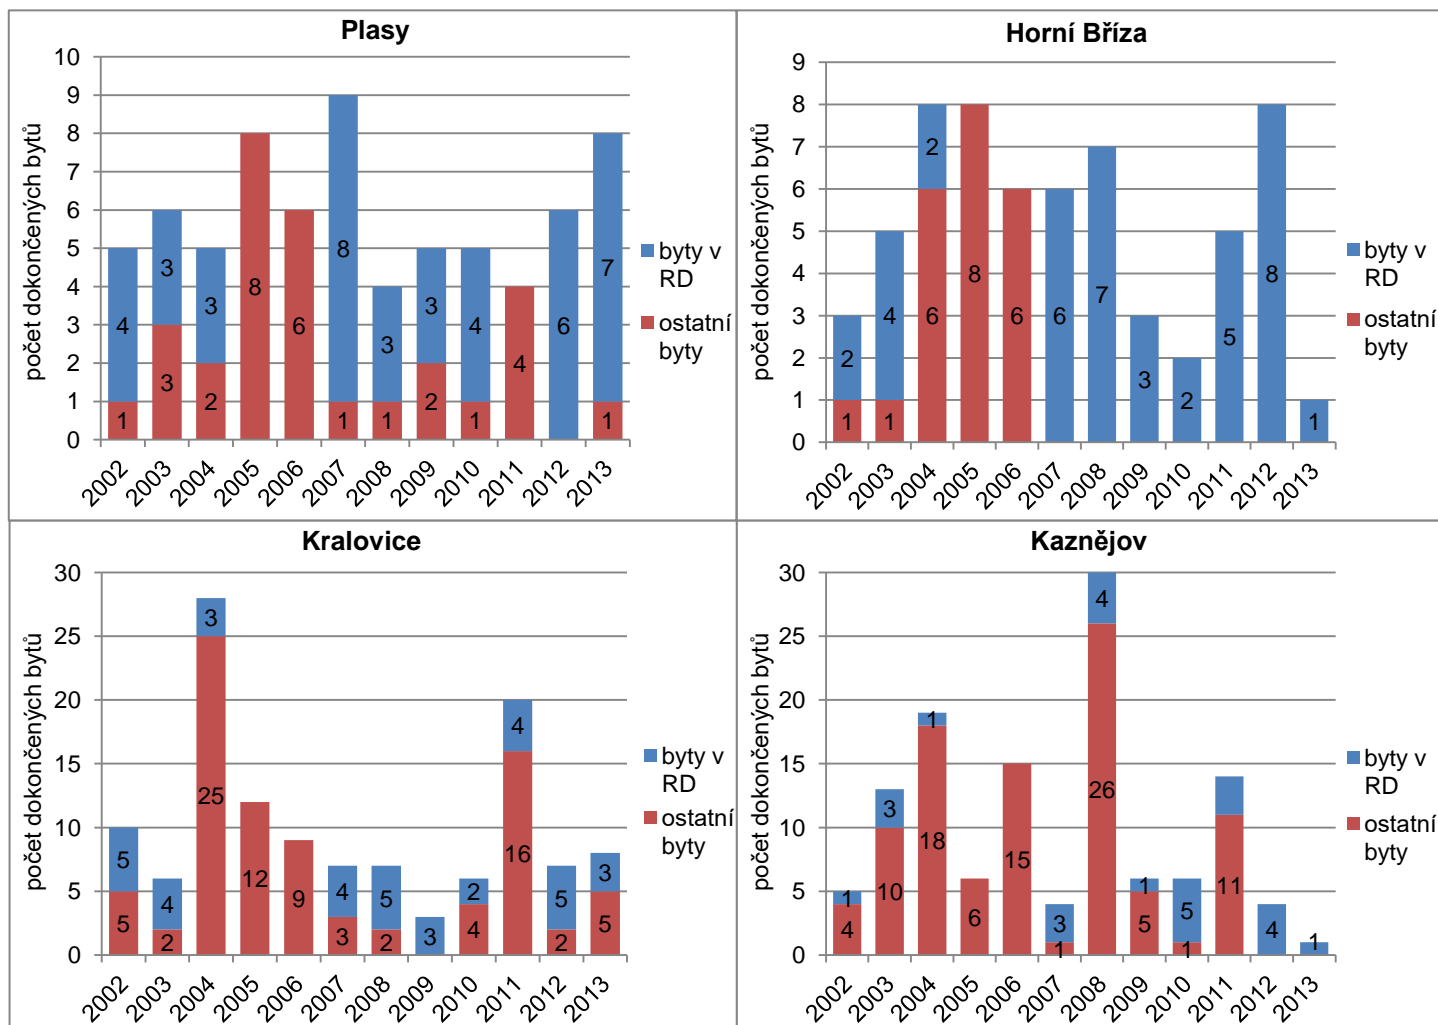 Plasy
počet dokončených bytů
10
9
8
7
6
5
4
3
2
1
0
4 3 3 8 3 3 4 6 7
1 3 2 8 6 1 1 2 1 4 1
2002 2003 2004 2005 2006 2007 2008 2009 2010 2011 2012 2013
byty v
RD
ostatní
byty
Horní Bříza
počet dokončených bytů
9
8
7
6
5
4
3
2
1
0
2 4 2 6 7 3 2 5 8 1
1 1 6 8 6
2002 2003 2004 2005 2006 2007 2008 2009 2010 2011 2012 2013
byty v
RD
ostatní
byty
Kralovice
počet dokončených bytů
30
25
20
15
10
5
0
5 4 3 4 5 3 2 4 5 3
5 2 25 12 9 3 2 4 16 2 5
2002 2003 2004 2005 2006 2007 2008 2009 2010 2011 2012 2013
byty v
RD
ostatní
byty
Kaznějov
počet dokončených bytů
30
25
20
15
10
5
0
1 3 1 3 4 1 5 4 1
4 10 18 6 15 1 26 5 1 11
2002 2003 2004 2005 2006 2007 2008 2009 2010 2011 2012 2013
byty v
RD
ostatní
byty